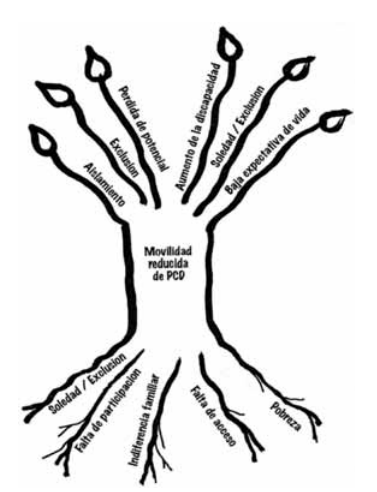 Aislamiento
Exclusion
Perdida de potencial
Aumento de la discapacidad
Soledad / Exclusion
Baja expectativa de vida
Movilidad
reducida
de PCD
Soledad / Exclusion
Falta de participacion
Indiferencia familiar
Falta de acceso
Pobreza